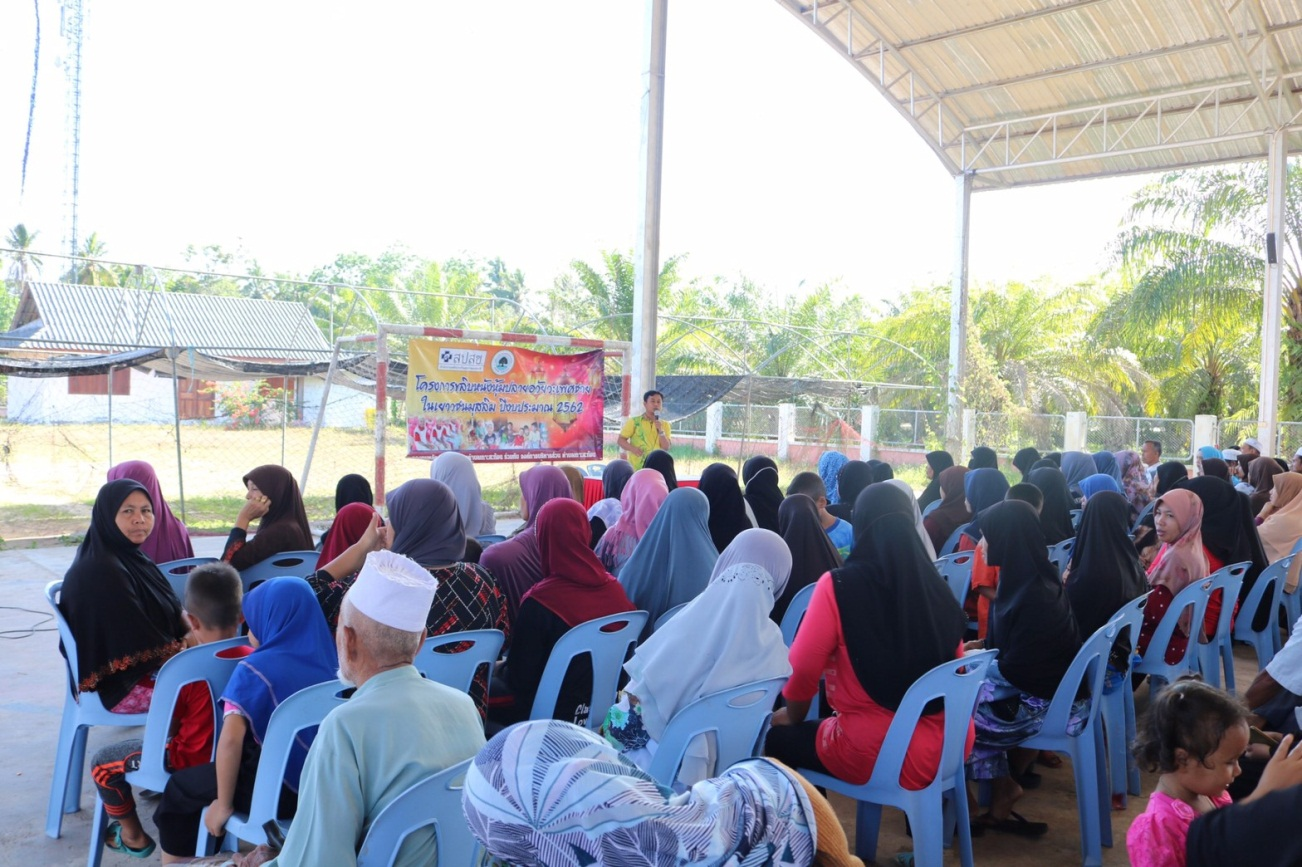 สปสช
โครงการขลิบหนังหุ้มปลายอวัยวะเพศชาย
ในเยาวชนมุสลิม ปีงบประมาณ 2562